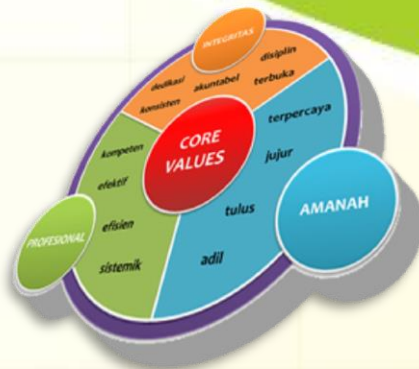 INTEGRITAS
dedikasi
akuntabel
disiplin
konsisten
terbuka
CORE
VALUES
kompeten
efektif
efisien
sistemik
PROFESIONAL
terpercaya
jujur
tulus
adil
AMANAH